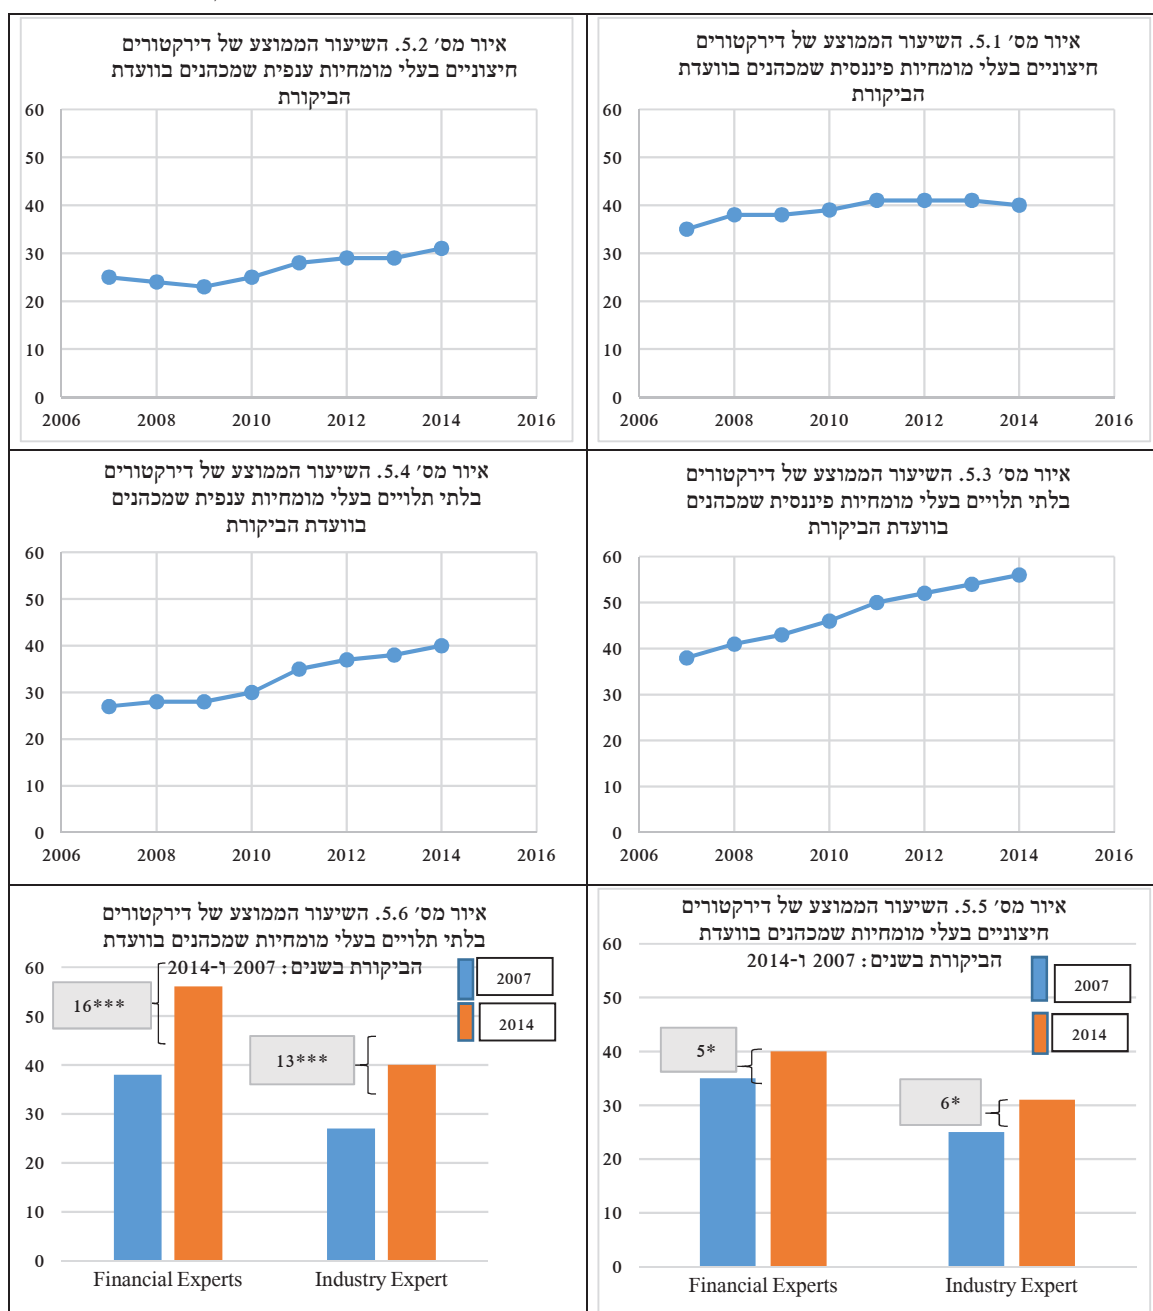 איור מס׳ 5.1. השיעור הממוצע של דירקטורים
חיצוניים בעלי מומחיות פיננסית שמכהנים בוועדת
הביקורת
60
50
40
30
20
10
0
2006 2008 2010 2012 2014 2016
איור מס׳ 5.2. השיעור הממוצע של דירקטורים
חיצוניים בעלי מומחיות ענפית שמכהנים בוועדת
הביקורת
60
50
40
30
20
10
0
2006 2008 2010 2012 2014 2016
איור מס׳ 5.3. השיעור הממוצע של דירקטורים
בלתי תלויים בעלי מומחיות פיננסית שמכהנים
בוועדת הביקורת
60
50
40
30
20
10
0
2006 2008 2010 2012 2014 2016
איור מס׳ 5.4. השיעור הממוצע של דירקטורים
בלתי תלויים בעלי מומחיות ענפית שמכהנים
בוועדת הביקורת
60
50
40
30
20
10
0
2006 2008 2010 2012 2014 2016
איור מס׳ 5.5. השיעור הממוצע של דירקטורים
חיצוניים בעלי מומחיות שמכהנים בוועדת
הביקורת בשנים: 2007 ו-2014
2007
2014
60
50
40
30
20
10
0
5*
6*
Financial Experts Industry Expert
איור מס׳ 5.6. השיעור הממוצע של דירקטורים
בלתי תלויים בעלי מומחיות שמכהנים בוועדת
הביקורת בשנים: 2007 ו-2014
2007
2014
60
50
40
30
20
10
0
16***
13***
Financial Experts Industry Expert